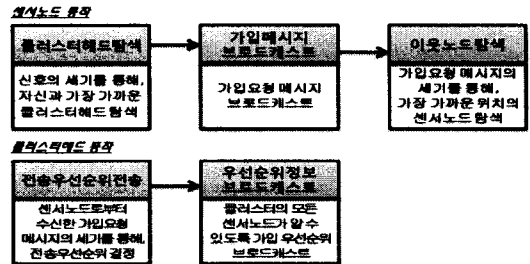 센서노드 동작
클러스터헤드탐색
가입메시지
브로드캐스트
이웃노드탐색
신호의 세기를 통해,
자신과 가장 가까운
클러스터헤드 탐색
가입요청 메시지
브로드캐스트
가입요청 메시지의
세기를 통해,
가장 가까운 위치의
센서노드 탐색
클러스터헤드 동작
전송우선순위전송
우선순위정보
브로드캐스트
센서노드로부터
수신한 가입요청
메시지의 세기를 통해,
전송우선순위 결정
클러스터의 모든
센서노드가 알 수
있도록 가입 우선순위
브로드캐스트